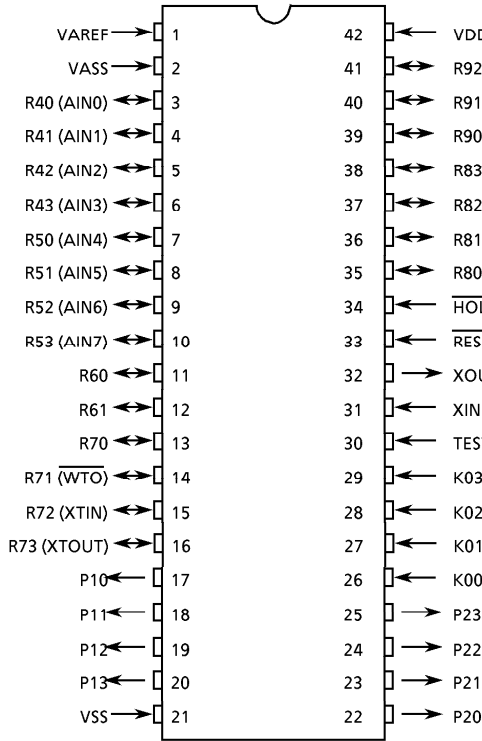 VAREF 1 42 VDD
VASS 2 41 R92
R40 (AIN0) 3 40 R91
R41 (AIN1) 4 39 R90
R42 (AIN2) 5 38 R83
R43 (AIN3) 6 37 R82
R50 (AIN4) 7 36 R81
R51 (AIN5) 8 35 R80
R52 (AIN6) 9 34 HOL
R53 (AIN7) 10 33 RES
R60 11 32 XOU
R61 12 31 XIN
R70 13 30 TES
R71 (WTO) 14 29 K03
R72 (XTIN) 15 28 K02
R73 (XTOUT) 16 27 K01
P10 17 26 K00
P11 18 25 P23
P12 19 24 P22
P13 20 23 P21
VSS 21 22 P20